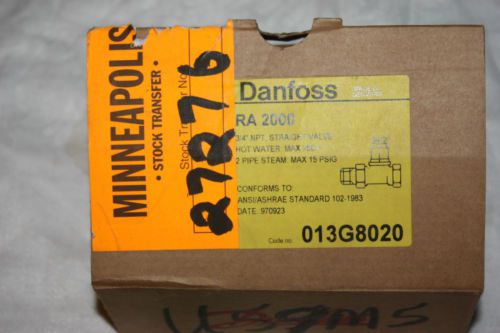 MINNEAPOLIS
• STOCK TRANSFER •
Stock Transfer No.
27276
Danfoss
RA 2000
3/4" NPT, STRAIGHT VALVE
HOT WATER: MAX
2 PIPE STEAM: MAX 15 PSIG
CONFORMS TO:
ANSI/ASHRAE STANDARD 102-1983
DATE: 970923
Code no. 013G8020